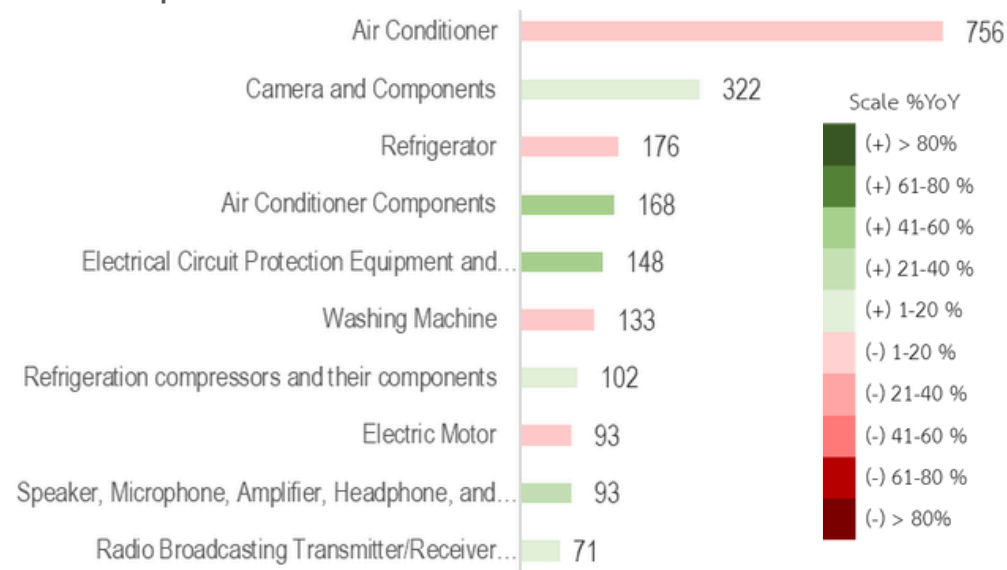 Air Conditioner 756
Camera and Components 322
Refrigerator 176
Air Conditioner Components 168
Electrical Circuit Protection Equipment and... 148
Washing Machine 133
Refrigeration compressors and their components 102
Electric Motor 93
Speaker, Microphone, Amplifier, Headphone, and... 93
Radio Broadcasting Transmitter/Receiver... 71
Scale %YoY
(+) > 80%
(+) 61-80 %
(+) 41-60 %
(+) 21-40 %
(+) 1-20 %
(-) 1-20 %
(-) 21-40 %
(-) 41-60 %
(-) 61-80 %
(-) > 80%